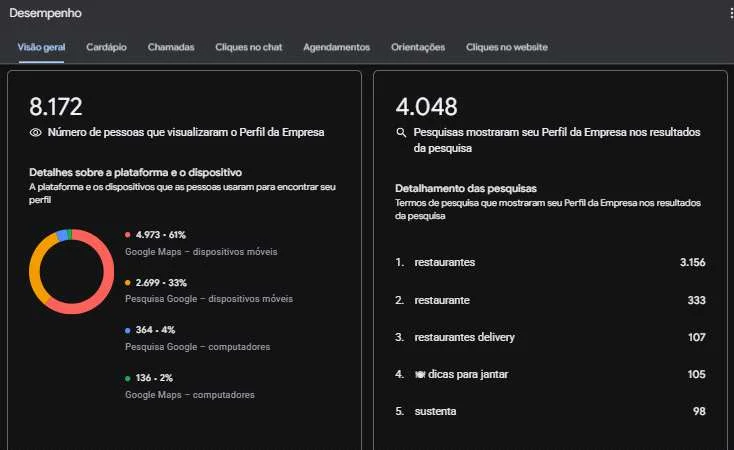 Desempenho
Visão geral Cardápio Chamadas Cliques no chat Agendamentos Orientações Cliques no website
8.172
Número de pessoas que visualizaram o Perfil da Empresa
Detalhes sobre a plataforma e o dispositivo
A plataforma e os dispositivos que as pessoas usaram para encontrar seu
perfil
4.973 • 61%
Google Maps – dispositivos móveis
2.699 • 33%
Pesquisa Google – dispositivos móveis
364 • 4%
Pesquisa Google – computadores
136 • 2%
Google Maps – computadores
4.048
Pesquisas mostraram seu Perfil da Empresa nos resultados
da pesquisa
Detalhamento das pesquisas
Termos de pesquisa que mostraram seu Perfil da Empresa nos resultados
da pesquisa
1. restaurantes 3.156
2. restaurante 333
3. restaurantes delivery 107
4. 🍽 dicas para jantar 105
5. sustenta 98